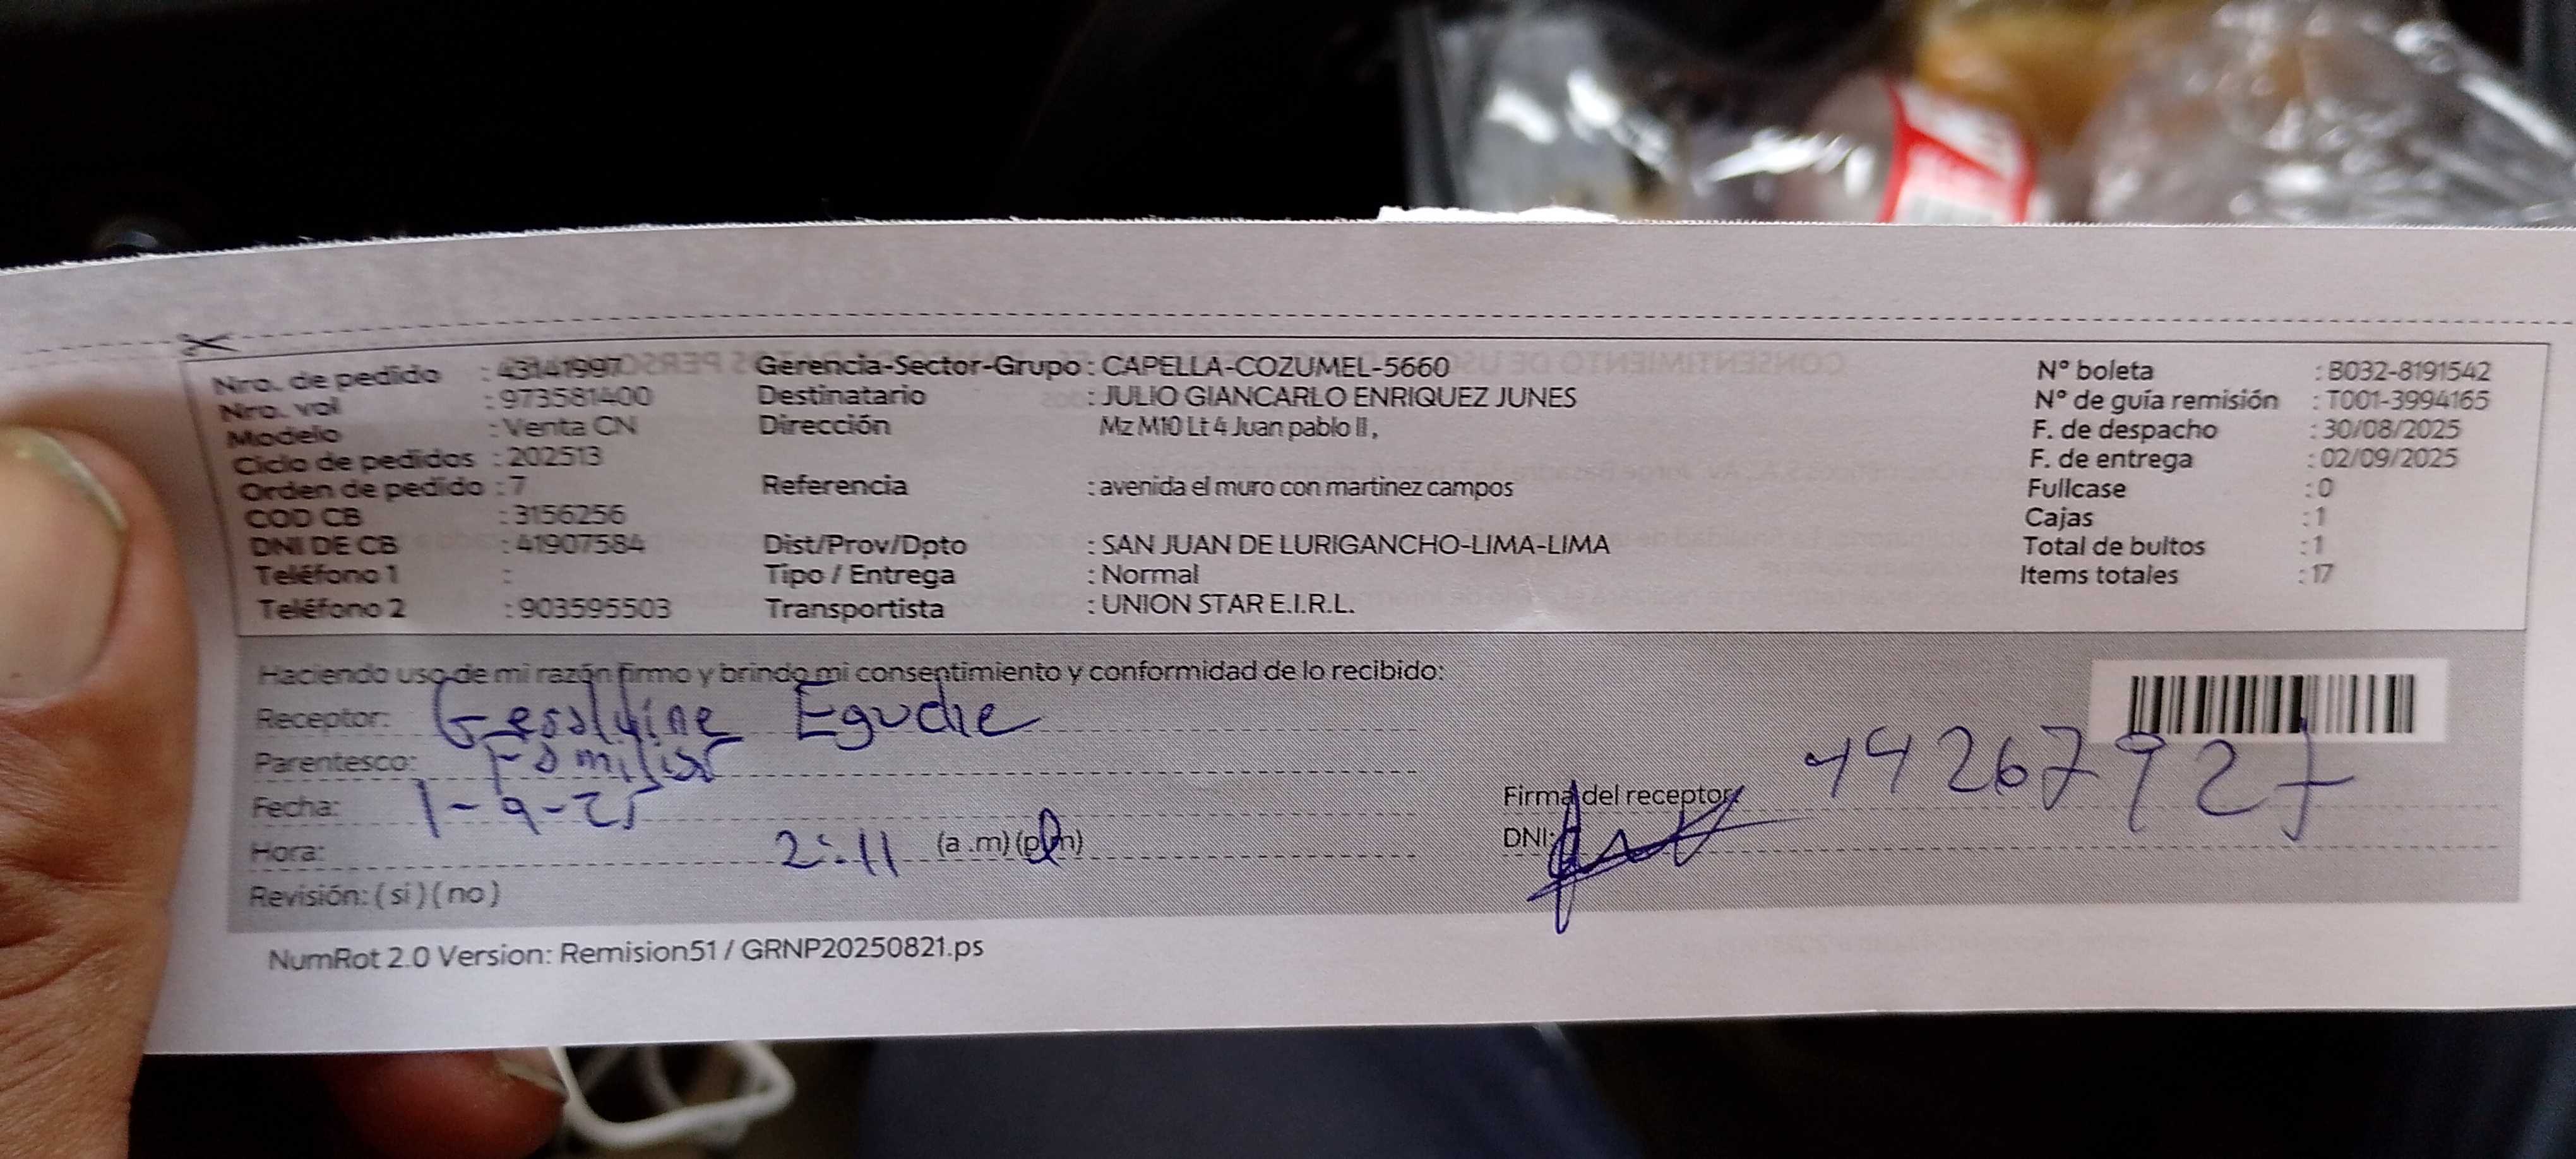 Nro. de pedido : 43141997
Nro. vol : 973581400
Modelo : Venta CN
Ciclo de pedidos : 202513
Orden de pedido : 7
COD CB : 3156256
DNI DE CB : 41907584
Teléfono 1 :
Teléfono 2 : 903595503
Gerencia-Sector-Grupo : CAPELLA-COZUMEL-5660
Destinatario : JULIO GIANCARLO ENRIQUEZ JUNES
Dirección Mz M10 Lt 4 Juan pablo II ,
Referencia : avenida el muro con martinez campos
Dist/Prov/Dpto : SAN JUAN DE LURIGANCHO-LIMA-LIMA
Tipo / Entrega : Normal
Transportista : UNION STAR E.I.R.L.
N° boleta : B032-8191542
N° de guía remisión : T001-3994165
F. de despacho : 30/08/2025
F. de entrega : 02/09/2025
Fullcase : 0
Cajas : 1
Total de bultos : 1
Items totales : 17
Haciendo uso de mi razón firmo y brindo mi consentimiento y conformidad de lo recibido:
Receptor:
Parentesco: Familiar
Fecha: 1-9-25
Hora: 2:11 (a .m) (p.m)
Revisión: ( si ) ( no )
Firma del receptor:
DNI: 44267927
NumRot 2.0 Version: Remision51 / GRNP20250821.ps